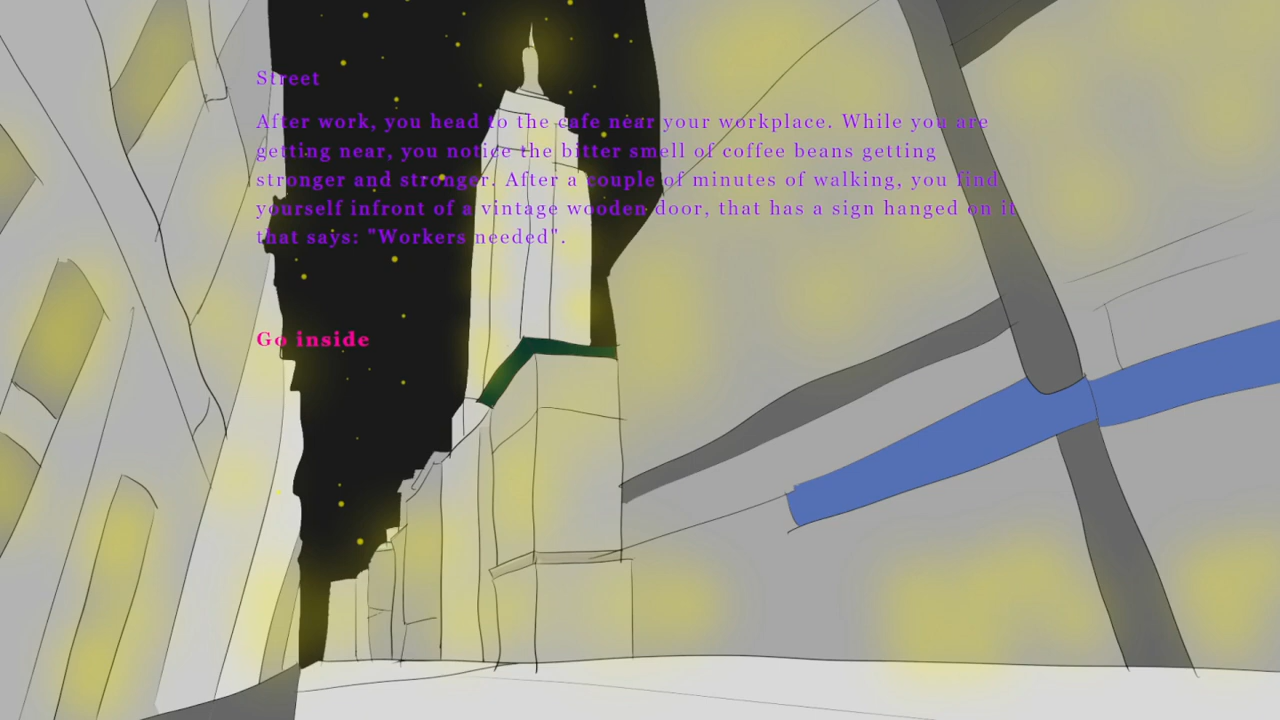 Street
After work, you head to the cafe near your workplace. While you are
getting near, you notice the bitter smell of coffee beans getting
stronger and stronger. After a couple of minutes of walking, you find
yourself infront of a vintage wooden door, that has a sign hanged on it
that says: "Workers needed".
Go inside